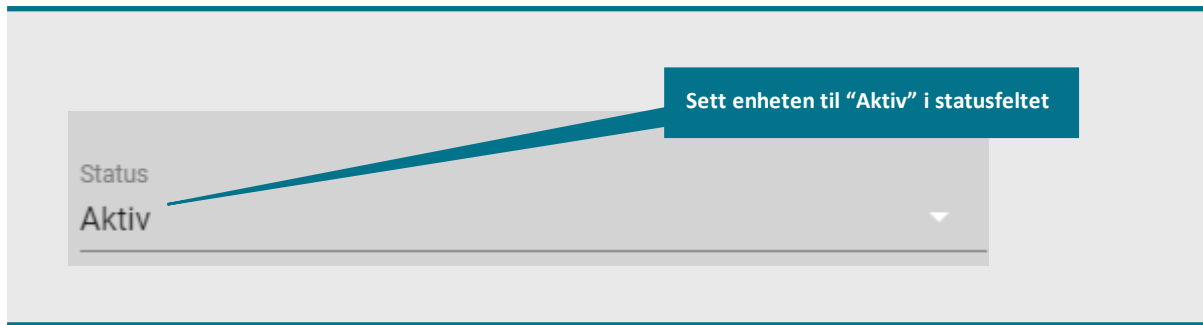 Sett enheten til “Aktiv” i statusfeltet
Status
Aktiv